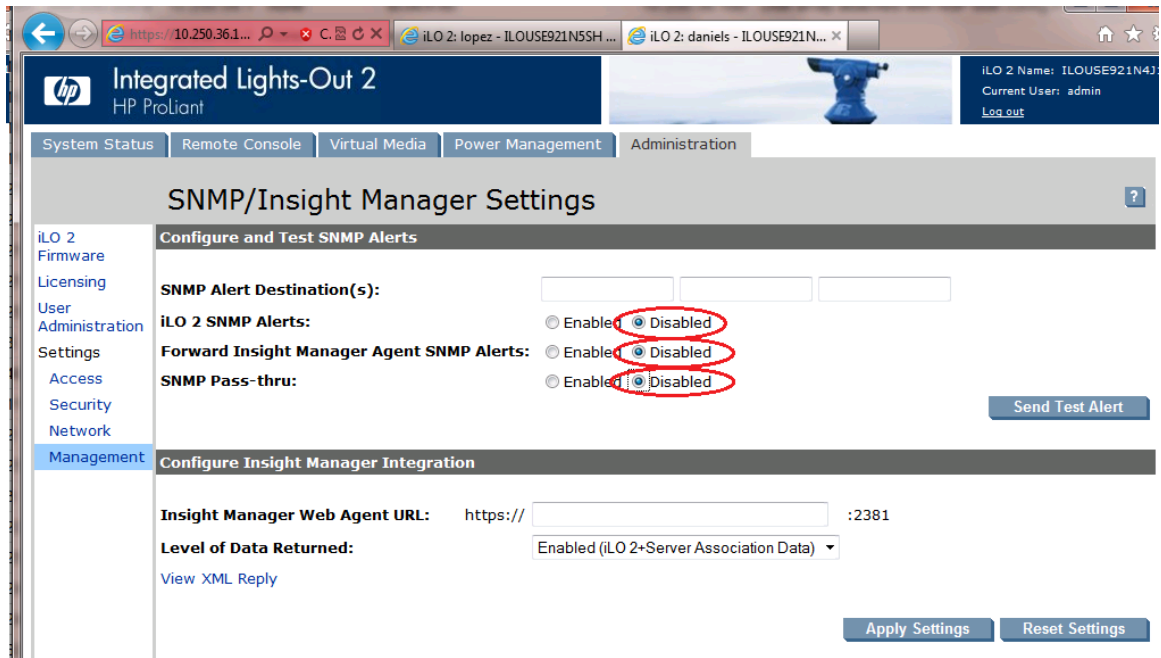 https://10.250.36.1... C. iLO 2: lopez - ILOUSE921N5SH ... iLO 2: daniels - ILOUSE921N...
hp Integrated Lights-Out 2
HP ProLiant
iLO 2 Name: ILOUSE921N4J
Current User: admin
Log out
System Status Remote Console Virtual Media Power Management Administration
SNMP/Insight Manager Settings ?
iLO 2
Firmware
Licensing
User
Administration
Settings
Access
Security
Network
Management
Configure and Test SNMP Alerts
SNMP Alert Destination(s):
iLO 2 SNMP Alerts: Enabled Disabled
Forward Insight Manager Agent SNMP Alerts: Enabled Disabled
SNMP Pass-thru: Enabled Disabled
Send Test Alert
Configure Insight Manager Integration
Insight Manager Web Agent URL: https:// :2381
Level of Data Returned: Enabled (iLO 2+Server Association Data)
View XML Reply
Apply Settings Reset Settings